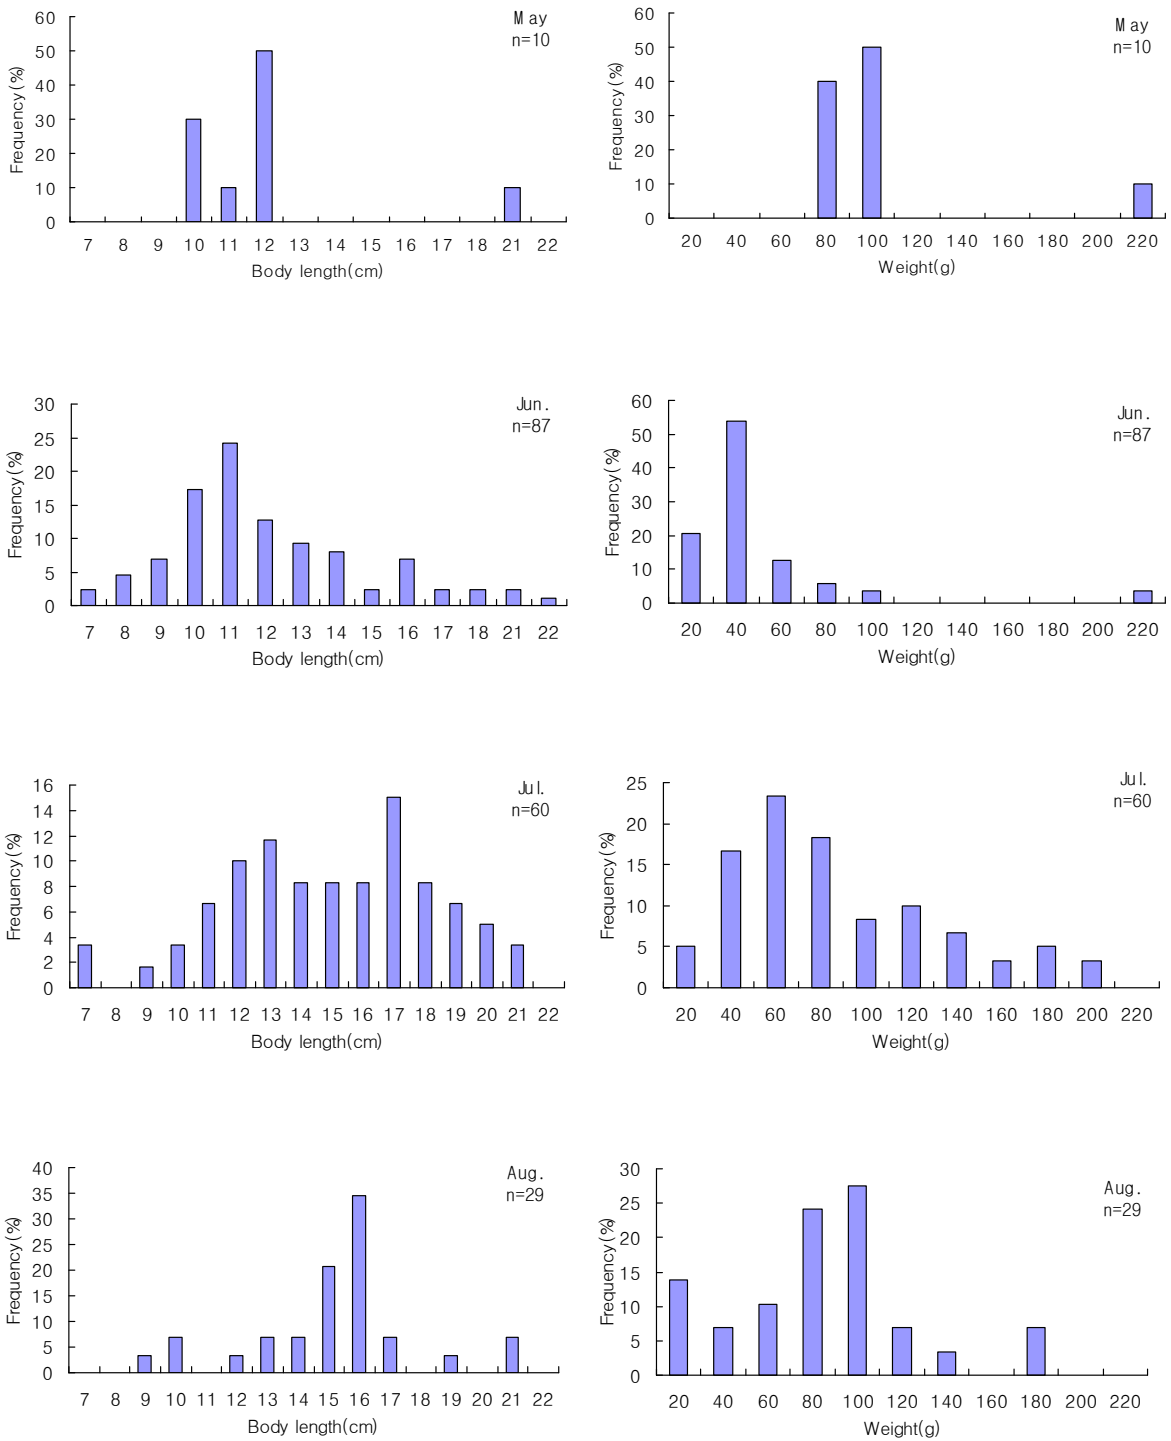 May
n=10
Frequency(%)
60
50
40
30
20
10
0
7 8 9 10 11 12 13 14 15 16 17 18 21 22
Body length(cm)
May
n=10
Frequency(%)
60
50
40
30
20
10
0
20 40 60 80 100 120 140 160 180 200 220
Weight(g)
Jun.
n=87
Frequency(%)
30
25
20
15
10
5
0
7 8 9 10 11 12 13 14 15 16 17 18 21 22
Body length(cm)
Jun.
n=87
Frequency(%)
60
50
40
30
20
10
0
20 40 60 80 100 120 140 160 180 200 220
Weight(g)
Jul.
n=60
Frequency(%)
16
14
12
10
8
6
4
2
0
7 8 9 10 11 12 13 14 15 16 17 18 19 20 21 22
Body length(cm)
Jul.
n=60
Frequency(%)
25
20
15
10
5
0
20 40 60 80 100 120 140 160 180 200 220
Weight(g)
Aug.
n=29
Frequency(%)
40
35
30
25
20
15
10
5
0
7 8 9 10 11 12 13 14 15 16 17 18 19 20 21 22
Body length(cm)
Aug.
n=29
Frequency(%)
30
25
20
15
10
5
0
20 40 60 80 100 120 140 160 180 200 220
Weight(g)